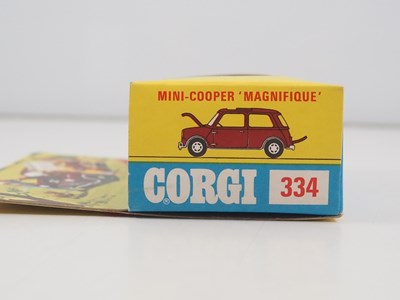 MINI-COOPER 'MAGNIFIQUE'
CORGI® 334